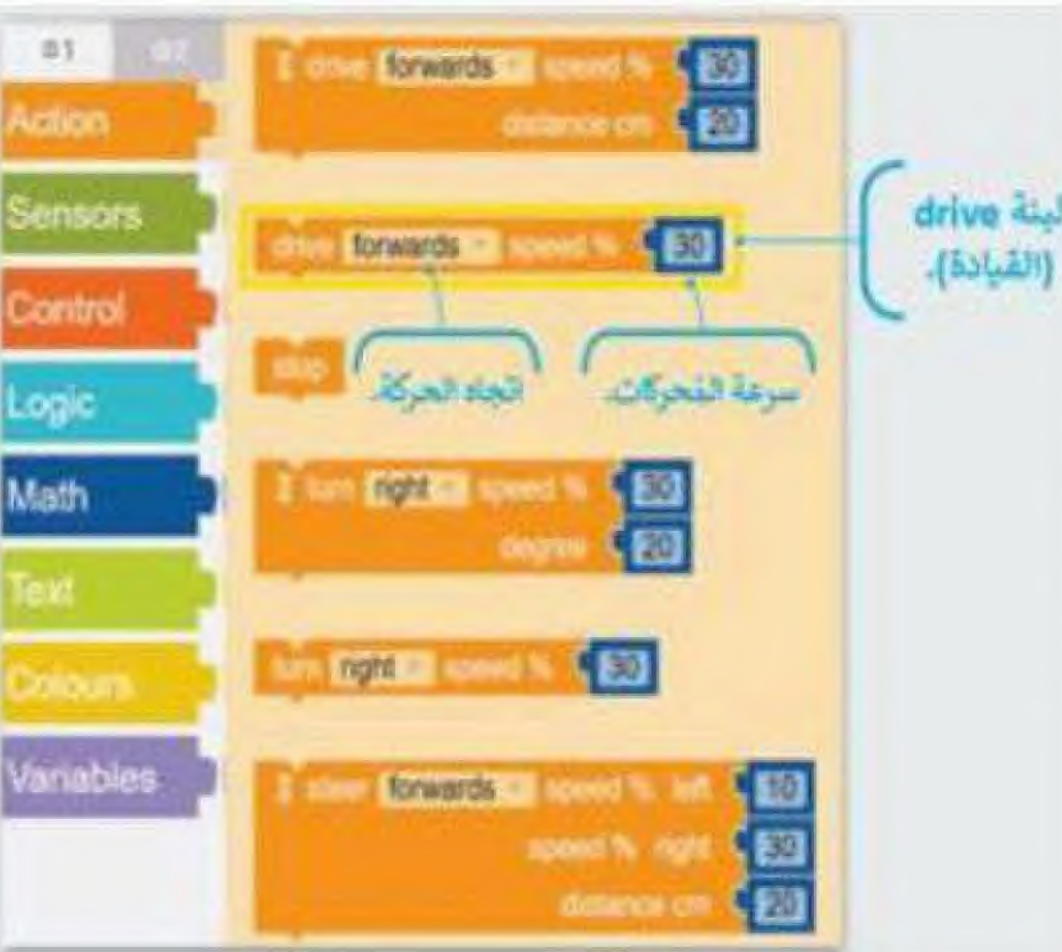 Action
Sensors
Control
Logic
Math
Text
Colours
Variables
drive forwards speed % 30
distance cm 20
drive forwards speed % 30
stop
turn right speed % 30
degree 20
turn right speed % 30
steer forwards speed % left 10
speed % right 30
distance cm 20
drive
(القيادة).
اتجاه الحركة.
سرعة المحركات.